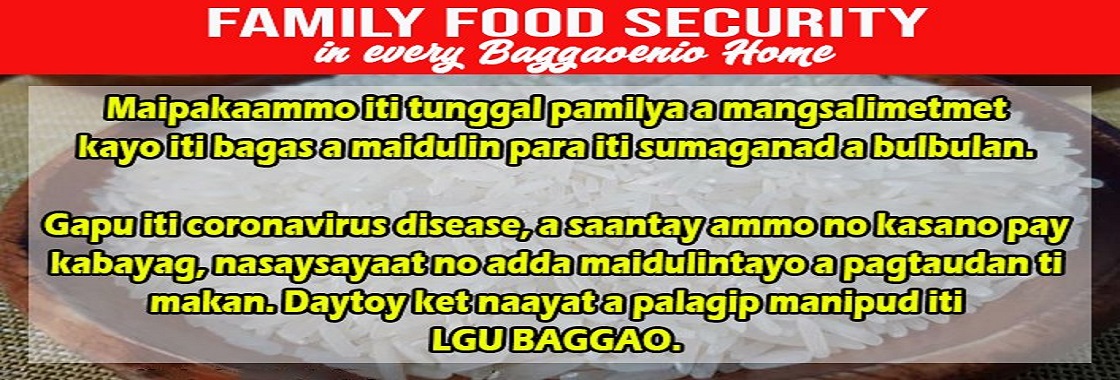 FAMILY FOOD SECURITY
in every Baggaoenio Home
Maipakaammo iti tunggal pamilya a mangsalimetmet
kayo iti bagas a maidulin para iti sumaganad a bulbulan.
Gapu iti coronavirus disease, a saantay ammo no kasano pay
kabayag, nasaysayaat no adda maidulintayo a pagtaudan ti
makan. Daytoy ket naayat a palagip manipud iti
LGU BAGGAO.